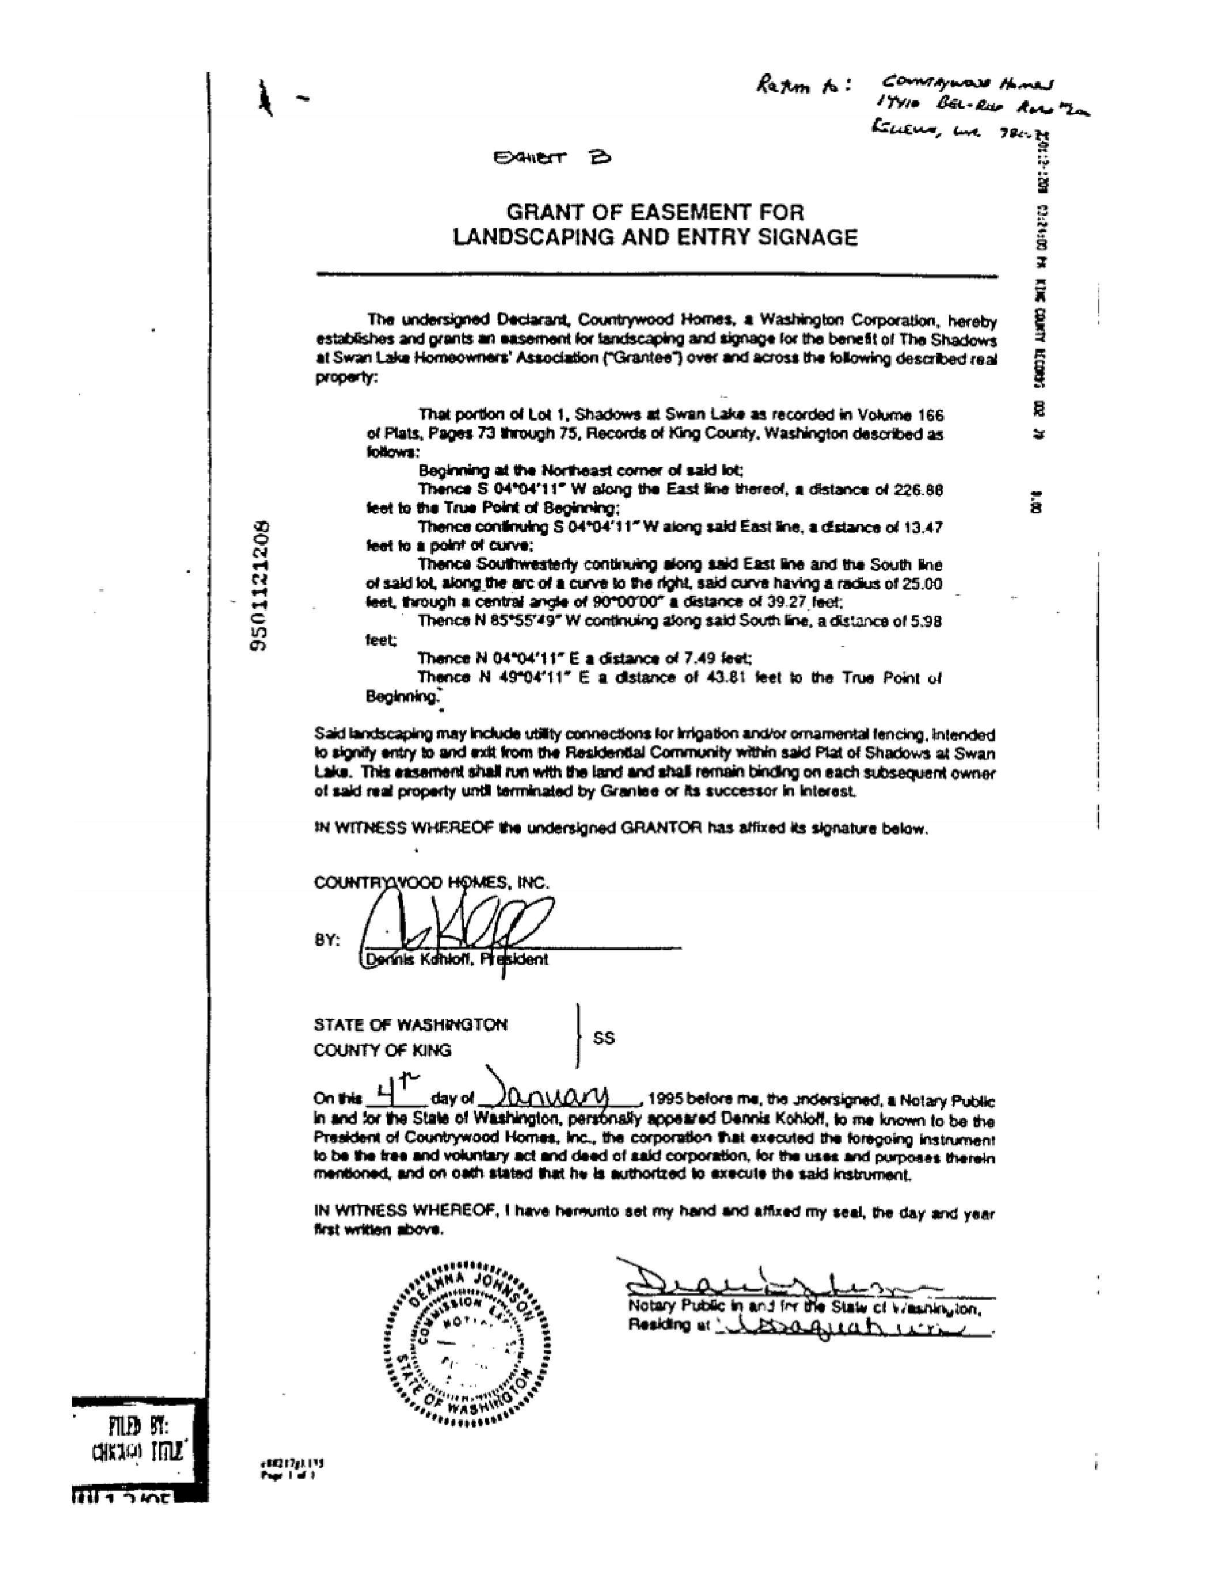 Return to: Countrywood Homes
14410 BEL-RED ROAD
EXHIBIT B
GRANT OF EASEMENT FOR
LANDSCAPING AND ENTRY SIGNAGE
The undersigned Declarant, Countrywood Homes, a Washington Corporation, hereby
establishes and grants an easement for landscaping and signage for the benefit of The Shadows
at Swan Lake Homeowners' Association ("Grantee") over and across the following described real
property:
That portion of Lot 1, Shadows at Swan Lake as recorded in Volume 166
of Plats, Pages 73 through 75, Records of King County, Washington described as
follows:
Beginning at the Northeast corner of said lot;
Thence S 04°04'11" W along the East line thereof, a distance of 226.88
feet to the True Point of Beginning;
Thence continuing S 04°04'11" W along said East line, a distance of 13.47
feet to a point of curve;
Thence Southwesterly continuing along said East line and the South line
of said lot, along the arc of a curve to the right, said curve having a radius of 25.00
feet, through a central angle of 90°00'00" a distance of 39.27 feet;
Thence N 85°55'49" W continuing along said South line, a distance of 5.98
feet;
Thence N 04°04'11" E a distance of 7.49 feet;
Thence N 49°04'11" E a distance of 43.81 feet to the True Point of
Beginning.
Said landscaping may include utility connections for irrigation and/or ornamental fencing, intended
to signify entry to and exit from the Residential Community within said Plat of Shadows at Swan
Lake. This easement shall run with the land and shall remain binding on each subsequent owner
of said real property until terminated by Grantee or its successor in interest.
IN WITNESS WHEREOF the undersigned GRANTOR has affixed its signature below.
COUNTRYWOOD HOMES, INC.
BY:
Dennis Kohloff, President
STATE OF WASHINGTON
COUNTY OF KING
SS
On this 4th day of January, 1995 before me, the undersigned, a Notary Public
in and for the State of Washington, personally appeared Dennis Kohloff, to me known to be the
President of Countrywood Homes, Inc., the corporation that executed the foregoing instrument
to be the free and voluntary act and deed of said corporation, for the uses and purposes therein
mentioned, and on oath stated that he is authorized to execute the said instrument.
IN WITNESS WHEREOF, I have hereunto set my hand and affixed my seal, the day and year
first written above.
DEANNA JOHNSON
COMMISSION
STATE OF WASHINGTON
Notary Public in and for the State of Washington,
Residing at Issaquah
9501121208
KING COUNTY RECORDS 002
FILED BY:
CHICAGO TITLE
Page 1 of 1